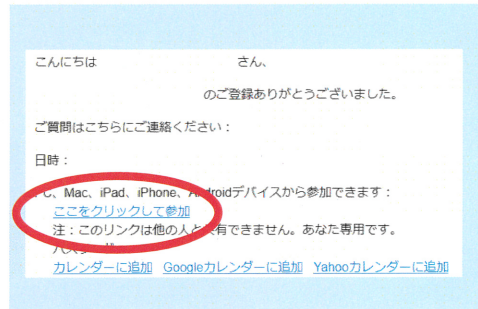 こんにちは さん、
のご登録ありがとうございました。
ご質問はこちらにご連絡ください：
日時：
PC、Mac、iPad、iPhone、Androidデバイスから参加できます：
ここをクリックして参加
注：このリンクは他の人と共有できません。あなた専用です。
カレンダーに追加 Googleカレンダーに追加 Yahooカレンダーに追加